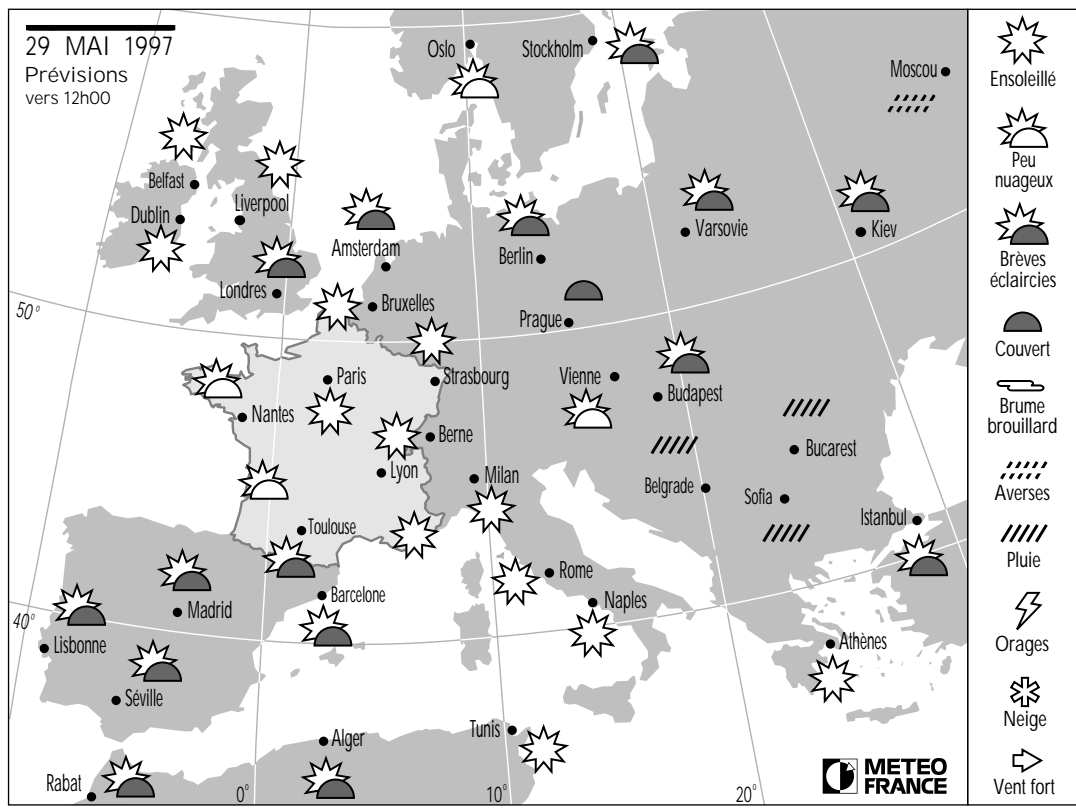 29 MAI 1997
Prévisions
vers 12h00
Oslo
Stockholm
Moscou
Belfast
Dublin
Liverpool
Amsterdam
Londres
Bruxelles
Berlin
Varsovie
Kiev
Prague
50°
Paris
Strasbourg
Vienne
Budapest
Nantes
Berne
Lyon
Milan
Bucarest
Belgrade
Sofia
Istanbul
Toulouse
Rome
Barcelone
Naples
Madrid
40°
Lisbonne
Athènes
Séville
Tunis
Alger
Rabat
0°
10°
20°
METEO
FRANCE
Ensoleillé
Peu
nuageux
Brèves
éclaircies
Couvert
Brume
brouillard
Averses
Pluie
Orages
Neige
Vent fort